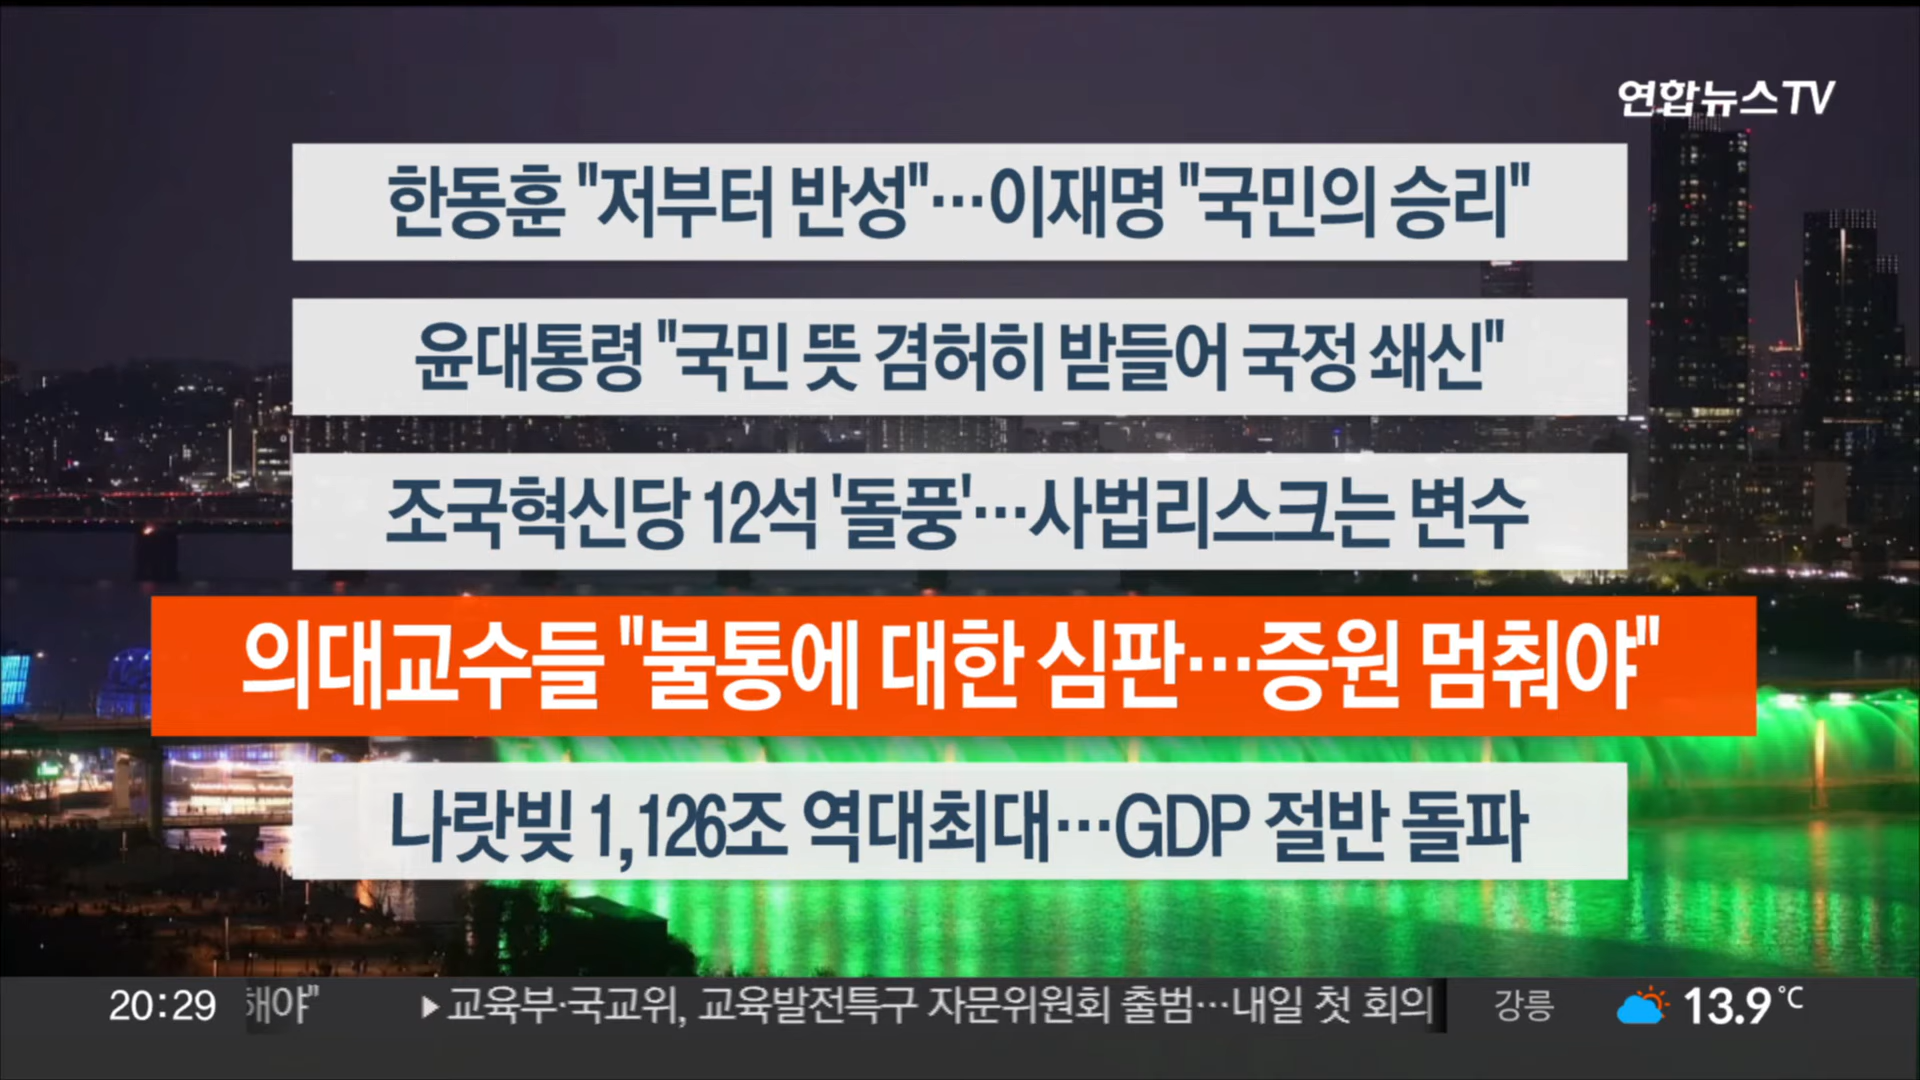 연합뉴스TV
한동훈 "저부터 반성"…이재명 "국민의 승리"
윤대통령 "국민 뜻 겸허히 받들어 국정 쇄신"
조국혁신당 12석 '돌풍'…사법리스크는 변수
의대교수들 "불통에 대한 심판…증원 멈춰야"
나랏빚 1,126조 역대최대…GDP 절반 돌파
20:29 해야" ▶교육부·국교위, 교육발전특구 자문위원회 출범…내일 첫 회의 강릉 13.9℃